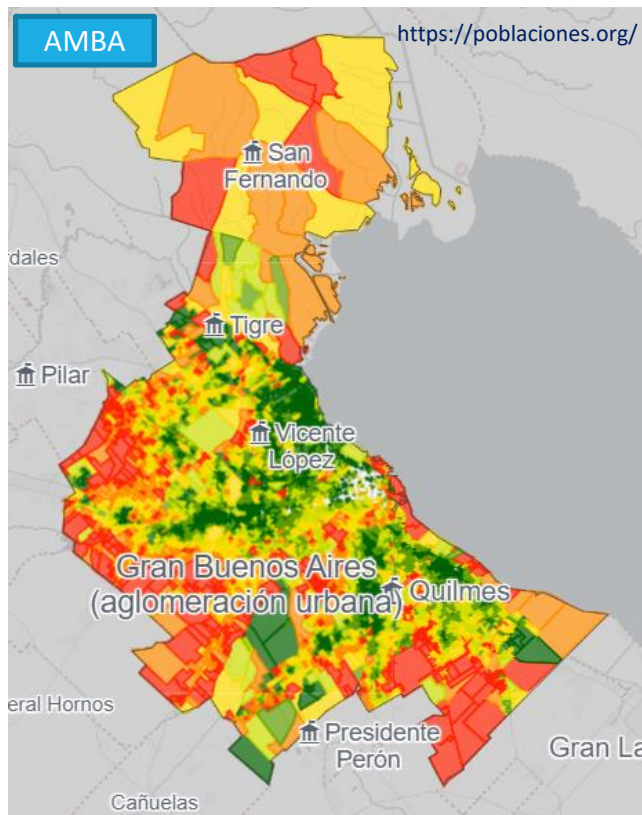 AMBA
https://poblaciones.org/
San
Fernando
rdales
Tigre
Pilar
Vicente
López
Gran Buenos Aires
(aglomeración urbana)
Quilmes
eral Hornos
Presidente
Perón
Gran La
Cañuelas